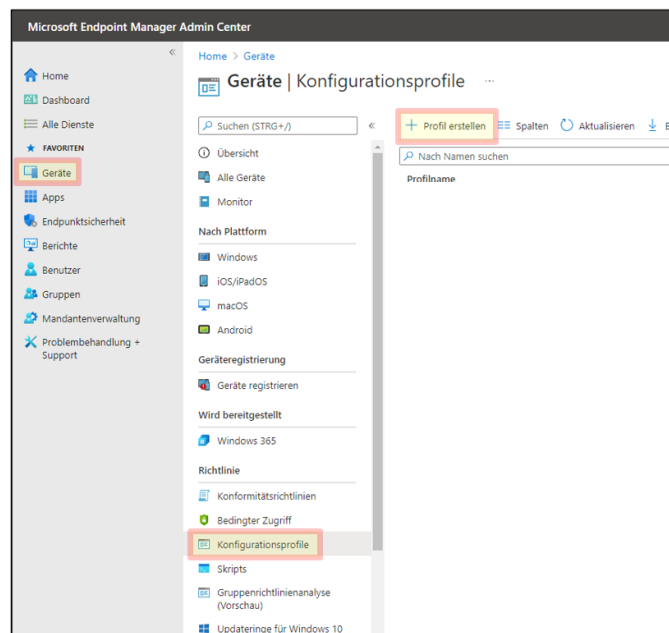 Microsoft Endpoint Manager Admin Center
«
Home
Dashboard
Alle Dienste
FAVORITEN
Geräte
Apps
Endpunktsicherheit
Berichte
Benutzer
Gruppen
Mandantenverwaltung
Problembehandlung +
Support
Home > Geräte
Geräte | Konfigurationsprofile ...
Suchen (STRG+/)
«
Übersicht
Alle Geräte
Monitor
Nach Plattform
Windows
iOS/iPadOS
macOS
Android
Geräteregistrierung
Geräte registrieren
Wird bereitgestellt
Windows 365
Richtlinie
Konformitätsrichtlinien
Bedingter Zugriff
Konfigurationsprofile
Skripts
Gruppenrichtlinienanalyse
(Vorschau)
Updateringe für Windows 10
+ Profil erstellen Spalten Aktualisieren
Nach Namen suchen
Profilname